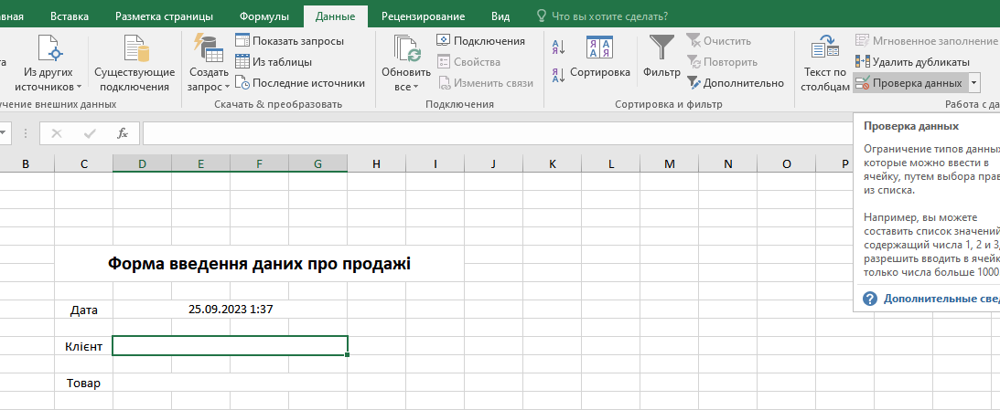 вная Вставка Разметка страницы Формулы Данные Рецензирование Вид Что вы хотите сделать?
та
Из других источников
Существующие подключения
Создать запрос
Показать запросы
Из таблицы
Последние источники
Обновить все
Подключения
Свойства
Изменить связи
А Я
Я А
Я А
А Я
Сортировка
Фильтр
Очистить
Повторить
Дополнительно
Текст по столбцам
Мгновенное заполнение
Удалить дубликаты
Проверка данных
учение внешних данных Скачать & преобразовать Подключения Сортировка и фильтр Работа с да
fx
B C D E F G H I J K L M N O P
Проверка данных
Ограничение типов данных
которые можно ввести в
ячейку, путем выбора прав
из списка.
Например, вы можете
составить список значений
содержащий числа 1, 2 и 3,
разрешить вводить в ячейк
только числа больше 1000
? Дополнительные све
Форма введення даних про продажі
Дата 25.09.2023 1:37
Клієнт
Товар